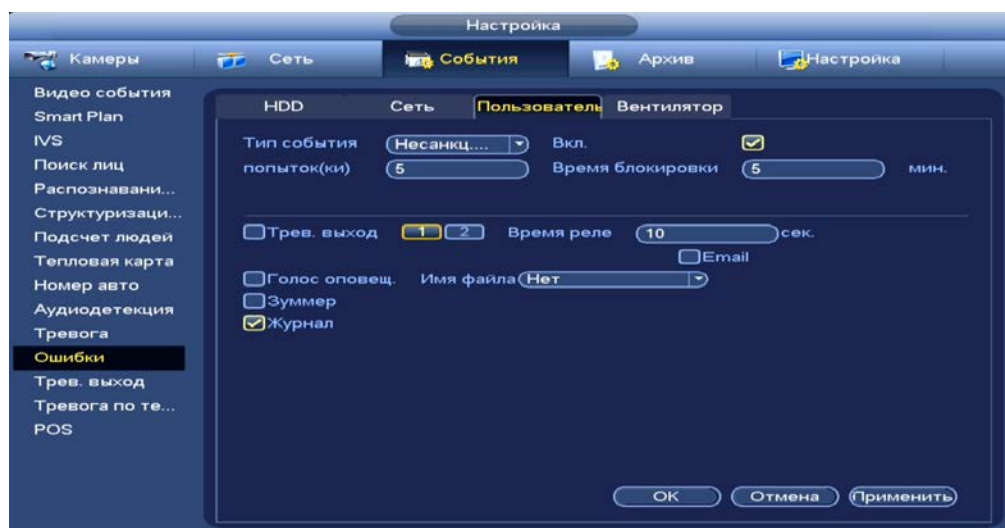 Настройка
Камеры Сеть События Архив Настройка
Видео события
Smart Plan
IVS
Поиск лиц
Распознавани...
Структуризаци...
Подсчет людей
Тепловая карта
Номер авто
Аудиодетекция
Тревога
Ошибки
Трев. выход
Тревога по те...
POS
HDD Сеть Пользователь Вентилятор
Тип события Несанкц.... Вкл.
попыток(ки) 5 Время блокировки 5 мин.
Трев. выход 1 2 Время реле 10 сек.
Email
Голос оповещ. Имя файла Нет
Зуммер
Журнал
OK Отмена Применить